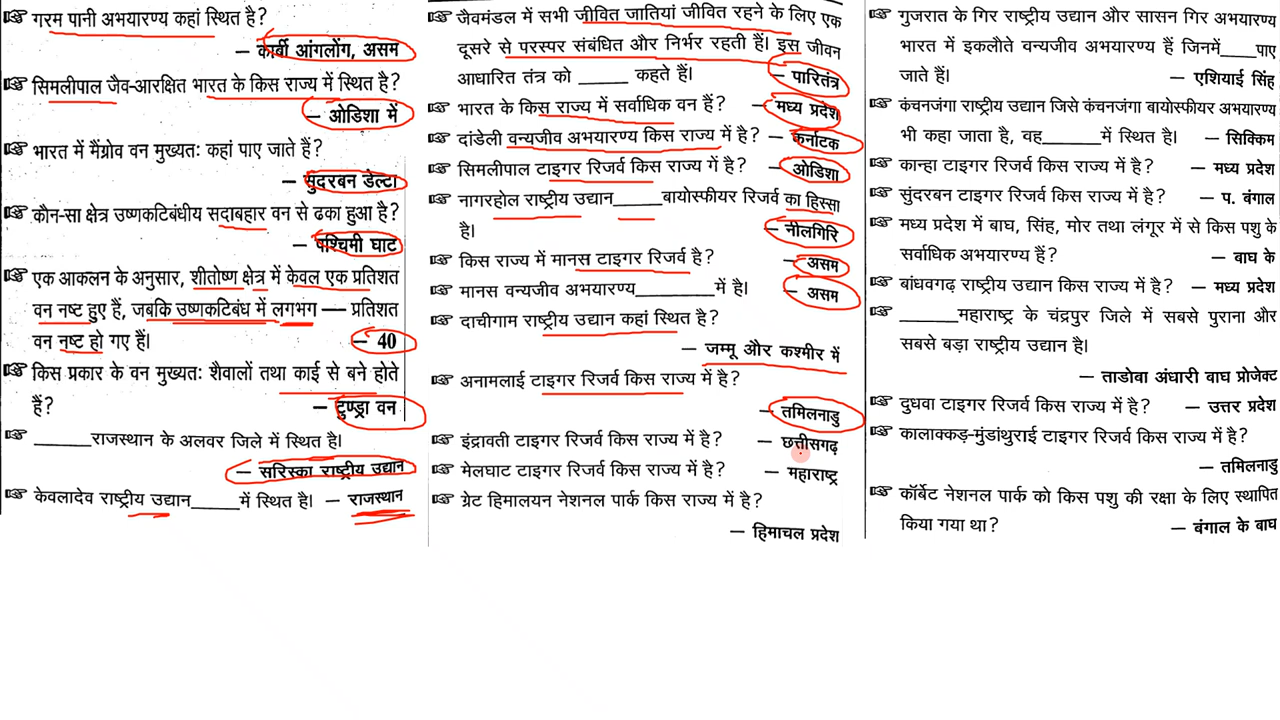 ☞ गरम पानी अभयारण्य कहां स्थित है?
– कार्बी आंगलोंग, असम
☞ सिमलीपाल जैव-आरक्षित भारत के किस राज्य में स्थित है?
– ओडिशा में
☞ भारत में मैंग्रोव वन मुख्यतः कहां पाए जाते हैं?
– सुंदरबन डेल्टा
☞ कौन-सा क्षेत्र उष्णकटिबंधीय सदाबहार वन से ढका हुआ है?
– पश्चिमी घाट
☞ एक आकलन के अनुसार, शीतोष्ण क्षेत्र में केवल एक प्रतिशत
वन नष्ट हुए हैं, जबकि उष्णकटिबंध में लगभग — प्रतिशत
वन नष्ट हो गए हैं। – 40
☞ किस प्रकार के वन मुख्यतः शैवालों तथा काई से बने होते
हैं? – टुण्ड्रा वन
☞ ______राजस्थान के अलवर जिले में स्थित है।
– सरिस्का राष्ट्रीय उद्यान
☞ केवलादेव राष्ट्रीय उद्यान_____में स्थित है। – राजस्थान
☞ जैवमंडल में सभी जीवित जातियां जीवित रहने के लिए एक
दूसरे से परस्पर संबंधित और निर्भर रहती हैं। इस जीवन
आधारित तंत्र को _____ कहते हैं। – पारितंत्र
☞ भारत के किस राज्य में सर्वाधिक वन हैं? – मध्य प्रदेश
☞ दांडेली वन्यजीव अभयारण्य किस राज्य में है? – कर्नाटक
☞ सिमलीपाल टाइगर रिजर्व किस राज्य में है? – ओडिशा
☞ नागरहोल राष्ट्रीय उद्यान_____बायोस्फीयर रिजर्व का हिस्सा
है। – नीलगिरि
☞ किस राज्य में मानस टाइगर रिजर्व है? – असम
☞ मानस वन्यजीव अभयारण्य________में है। – असम
☞ दाचीगाम राष्ट्रीय उद्यान कहां स्थित है?
– जम्मू और कश्मीर में
☞ अनामलाई टाइगर रिजर्व किस राज्य में है?
– तमिलनाडु
☞ इंद्रावती टाइगर रिजर्व किस राज्य में है? – छत्तीसगढ़
☞ मेलघाट टाइगर रिजर्व किस राज्य में है? – महाराष्ट्र
☞ ग्रेट हिमालयन नेशनल पार्क किस राज्य में है?
– हिमाचल प्रदेश
☞ गुजरात के गिर राष्ट्रीय उद्यान और सासन गिर अभयारण्य
भारत में इकलौते वन्यजीव अभयारण्य हैं जिनमें___पाए
जाते हैं। – एशियाई सिंह
☞ कंचनजंगा राष्ट्रीय उद्यान जिसे कंचनजंगा बायोस्फीयर अभयारण्य
भी कहा जाता है, वह______में स्थित है। – सिक्किम
☞ कान्हा टाइगर रिजर्व किस राज्य में है? – मध्य प्रदेश
☞ सुंदरबन टाइगर रिजर्व किस राज्य में है? – प. बंगाल
☞ मध्य प्रदेश में बाघ, सिंह, मोर तथा लंगूर में से किस पशु के
सर्वाधिक अभयारण्य हैं? – बाघ के
☞ बांधवगढ़ राष्ट्रीय उद्यान किस राज्य में है? – मध्य प्रदेश
☞ ______महाराष्ट्र के चंद्रपुर जिले में सबसे पुराना और
सबसे बड़ा राष्ट्रीय उद्यान है।
– ताडोबा अंधारी बाघ प्रोजेक्ट
☞ दुधवा टाइगर रिजर्व किस राज्य में है? – उत्तर प्रदेश
☞ कालाक्कड़-मुंडांथुराई टाइगर रिजर्व किस राज्य में है?
– तमिलनाडु
☞ कॉर्बेट नेशनल पार्क को किस पशु की रक्षा के लिए स्थापित
किया गया था? – बंगाल के बाघ